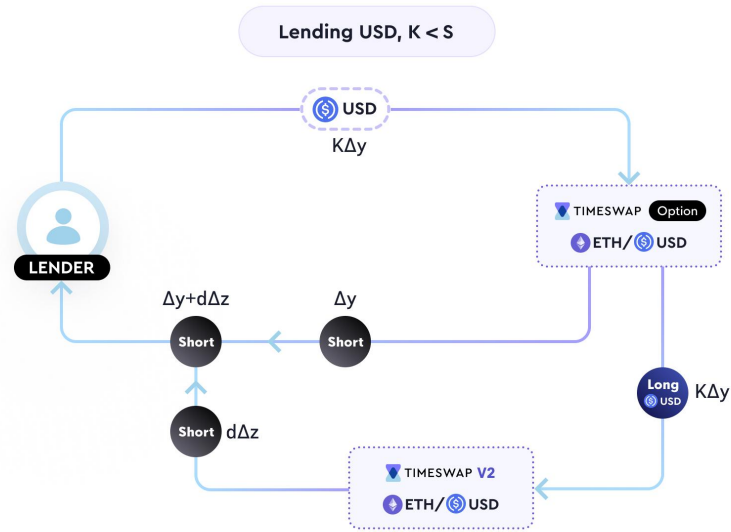 Lending USD, K < S
USD
KΔy
TIMESWAP Option
ETH/USD
LENDER
Δy+dΔz
Δy
Short
Short
Long
USD
KΔy
Short
dΔz
TIMESWAP V2
ETH/USD